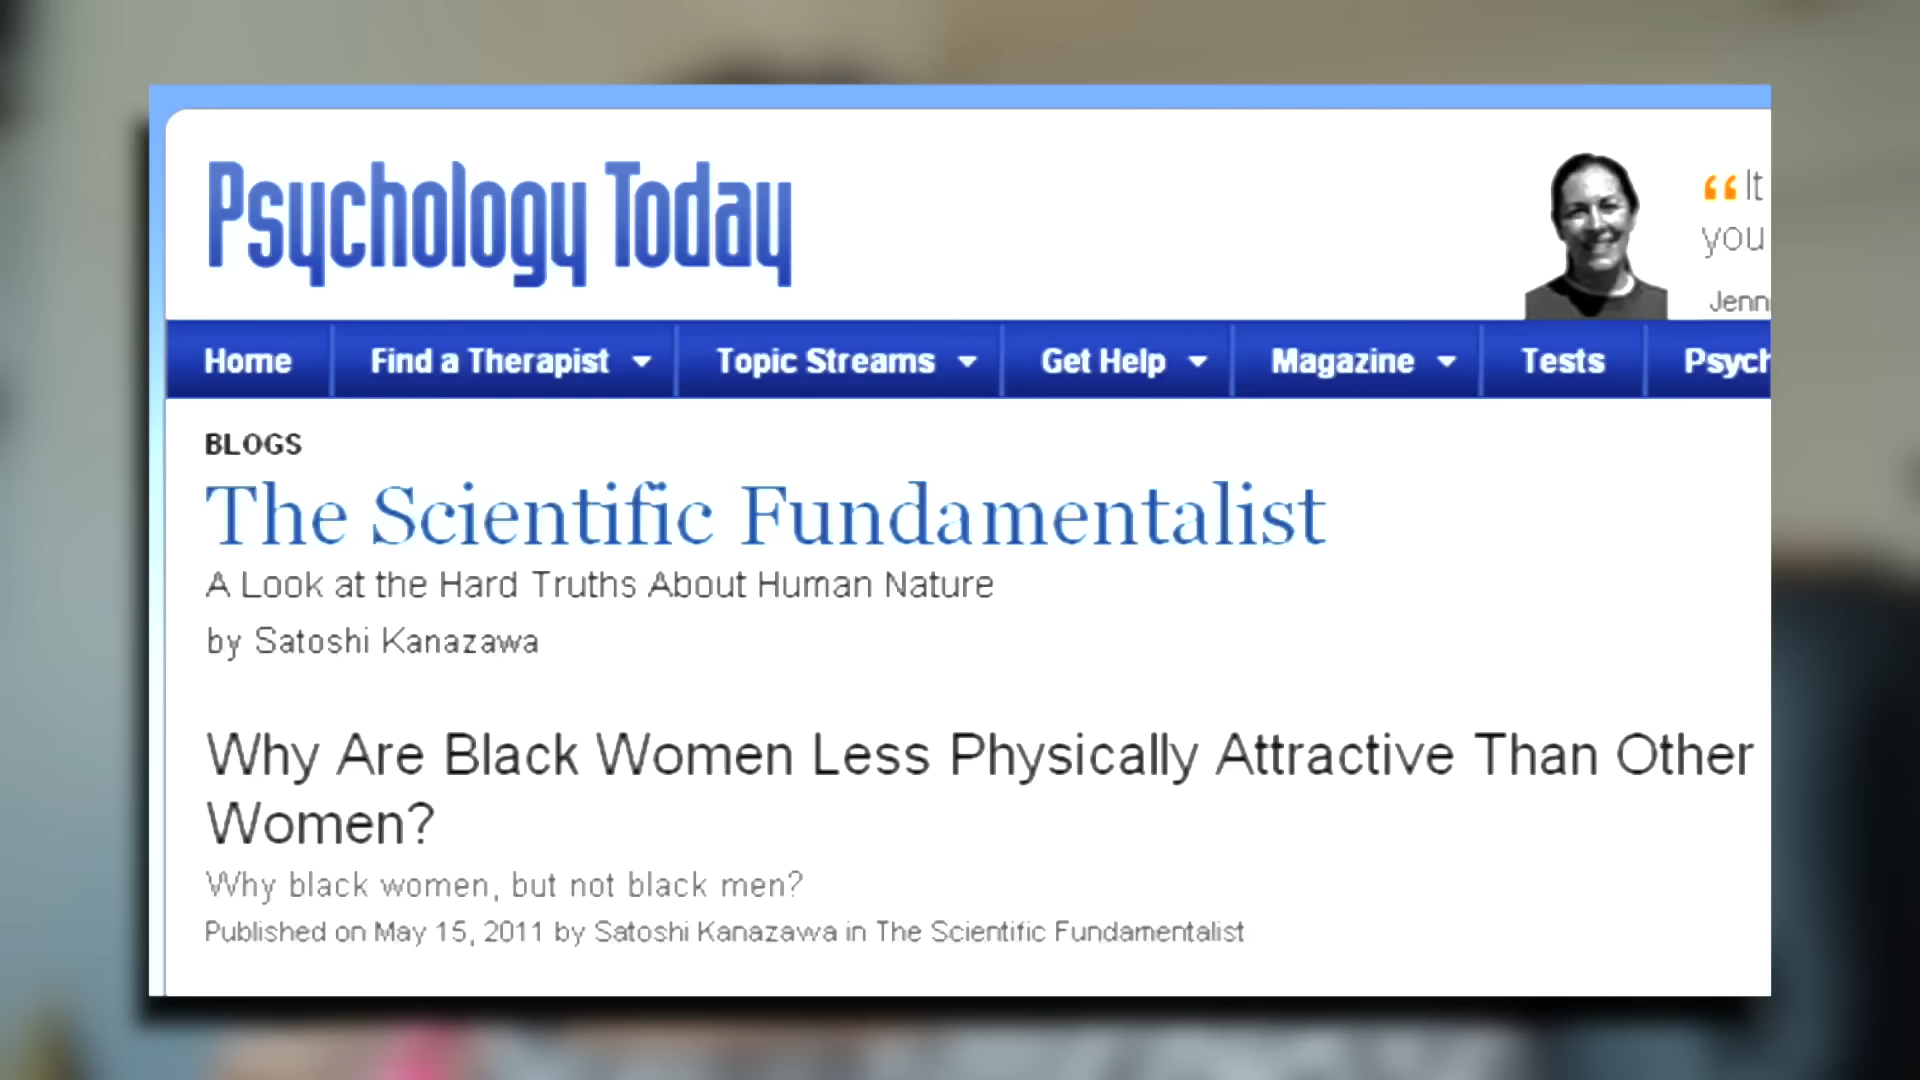 Psychology Today
“ It
you
Jenn
Home Find a Therapist Topic Streams Get Help Magazine Tests Psych
BLOGS
The Scientific Fundamentalist
A Look at the Hard Truths About Human Nature
by Satoshi Kanazawa
Why Are Black Women Less Physically Attractive Than Other
Women?
Why black women, but not black men?
Published on May 15, 2011 by Satoshi Kanazawa in The Scientific Fundamentalist